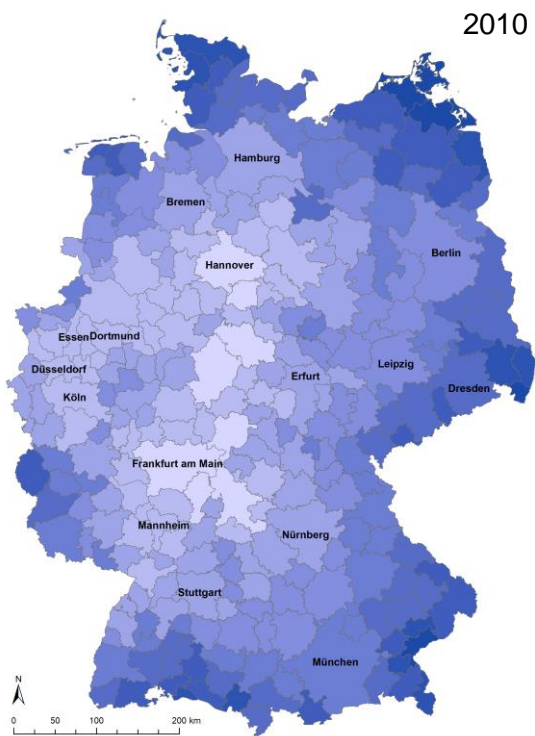 2010
Hamburg
Bremen
Berlin
Hannover
Essen Dortmund
Düsseldorf
Leipzig
Erfurt
Dresden
Köln
Frankfurt am Main
Mannheim
Nürnberg
Stuttgart
München
N
0 50 100 200 km